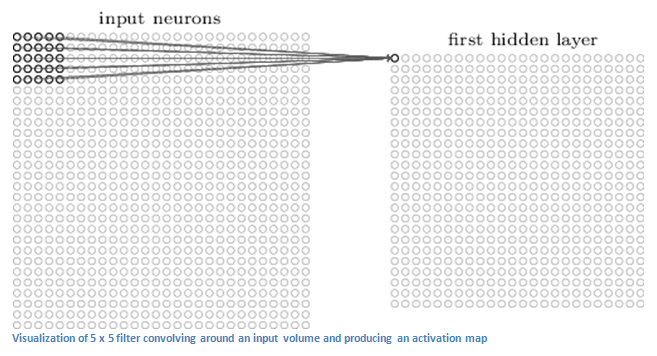 input neurons
first hidden layer
Visualization of 5 x 5 filter convolving around an input volume and producing an activation map